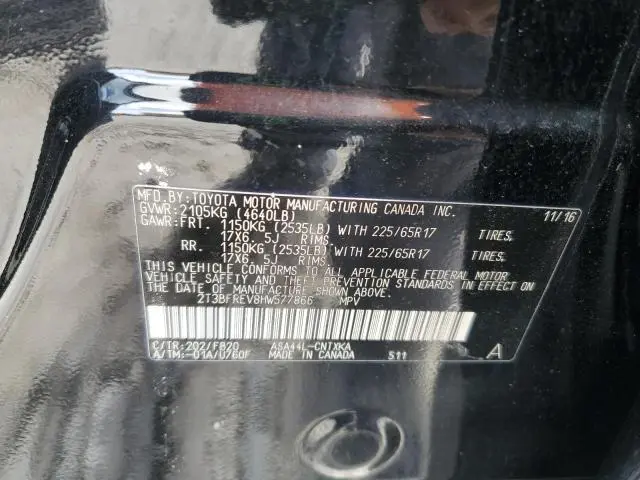 MFD. BY: TOYOTA MOTOR MANUFACTURING CANADA INC.
GVWR: 2105KG (4640LB) 11/16
GAWR: FRT. 1150KG (2535LB) WITH 225/65R17 TIRES,
17X6. 5J RIMS.
RR. 1150KG (2535LB) WITH 225/65R17 TIRES,
17X6. 5J RIMS.
THIS VEHICLE CONFORMS TO ALL APPLICABLE FEDERAL MOTOR
VEHICLE SAFETY AND THEFT PREVENTION STANDARDS IN EFFECT ON
THE DATE OF MANUFACTURE SHOWN ABOVE.
2T3BFREV8HW577866 MPV
C/TR: 202/FB20 ASA44L-CNTXKA
A/TM: -01A/U760F MADE IN CANADA 511 A